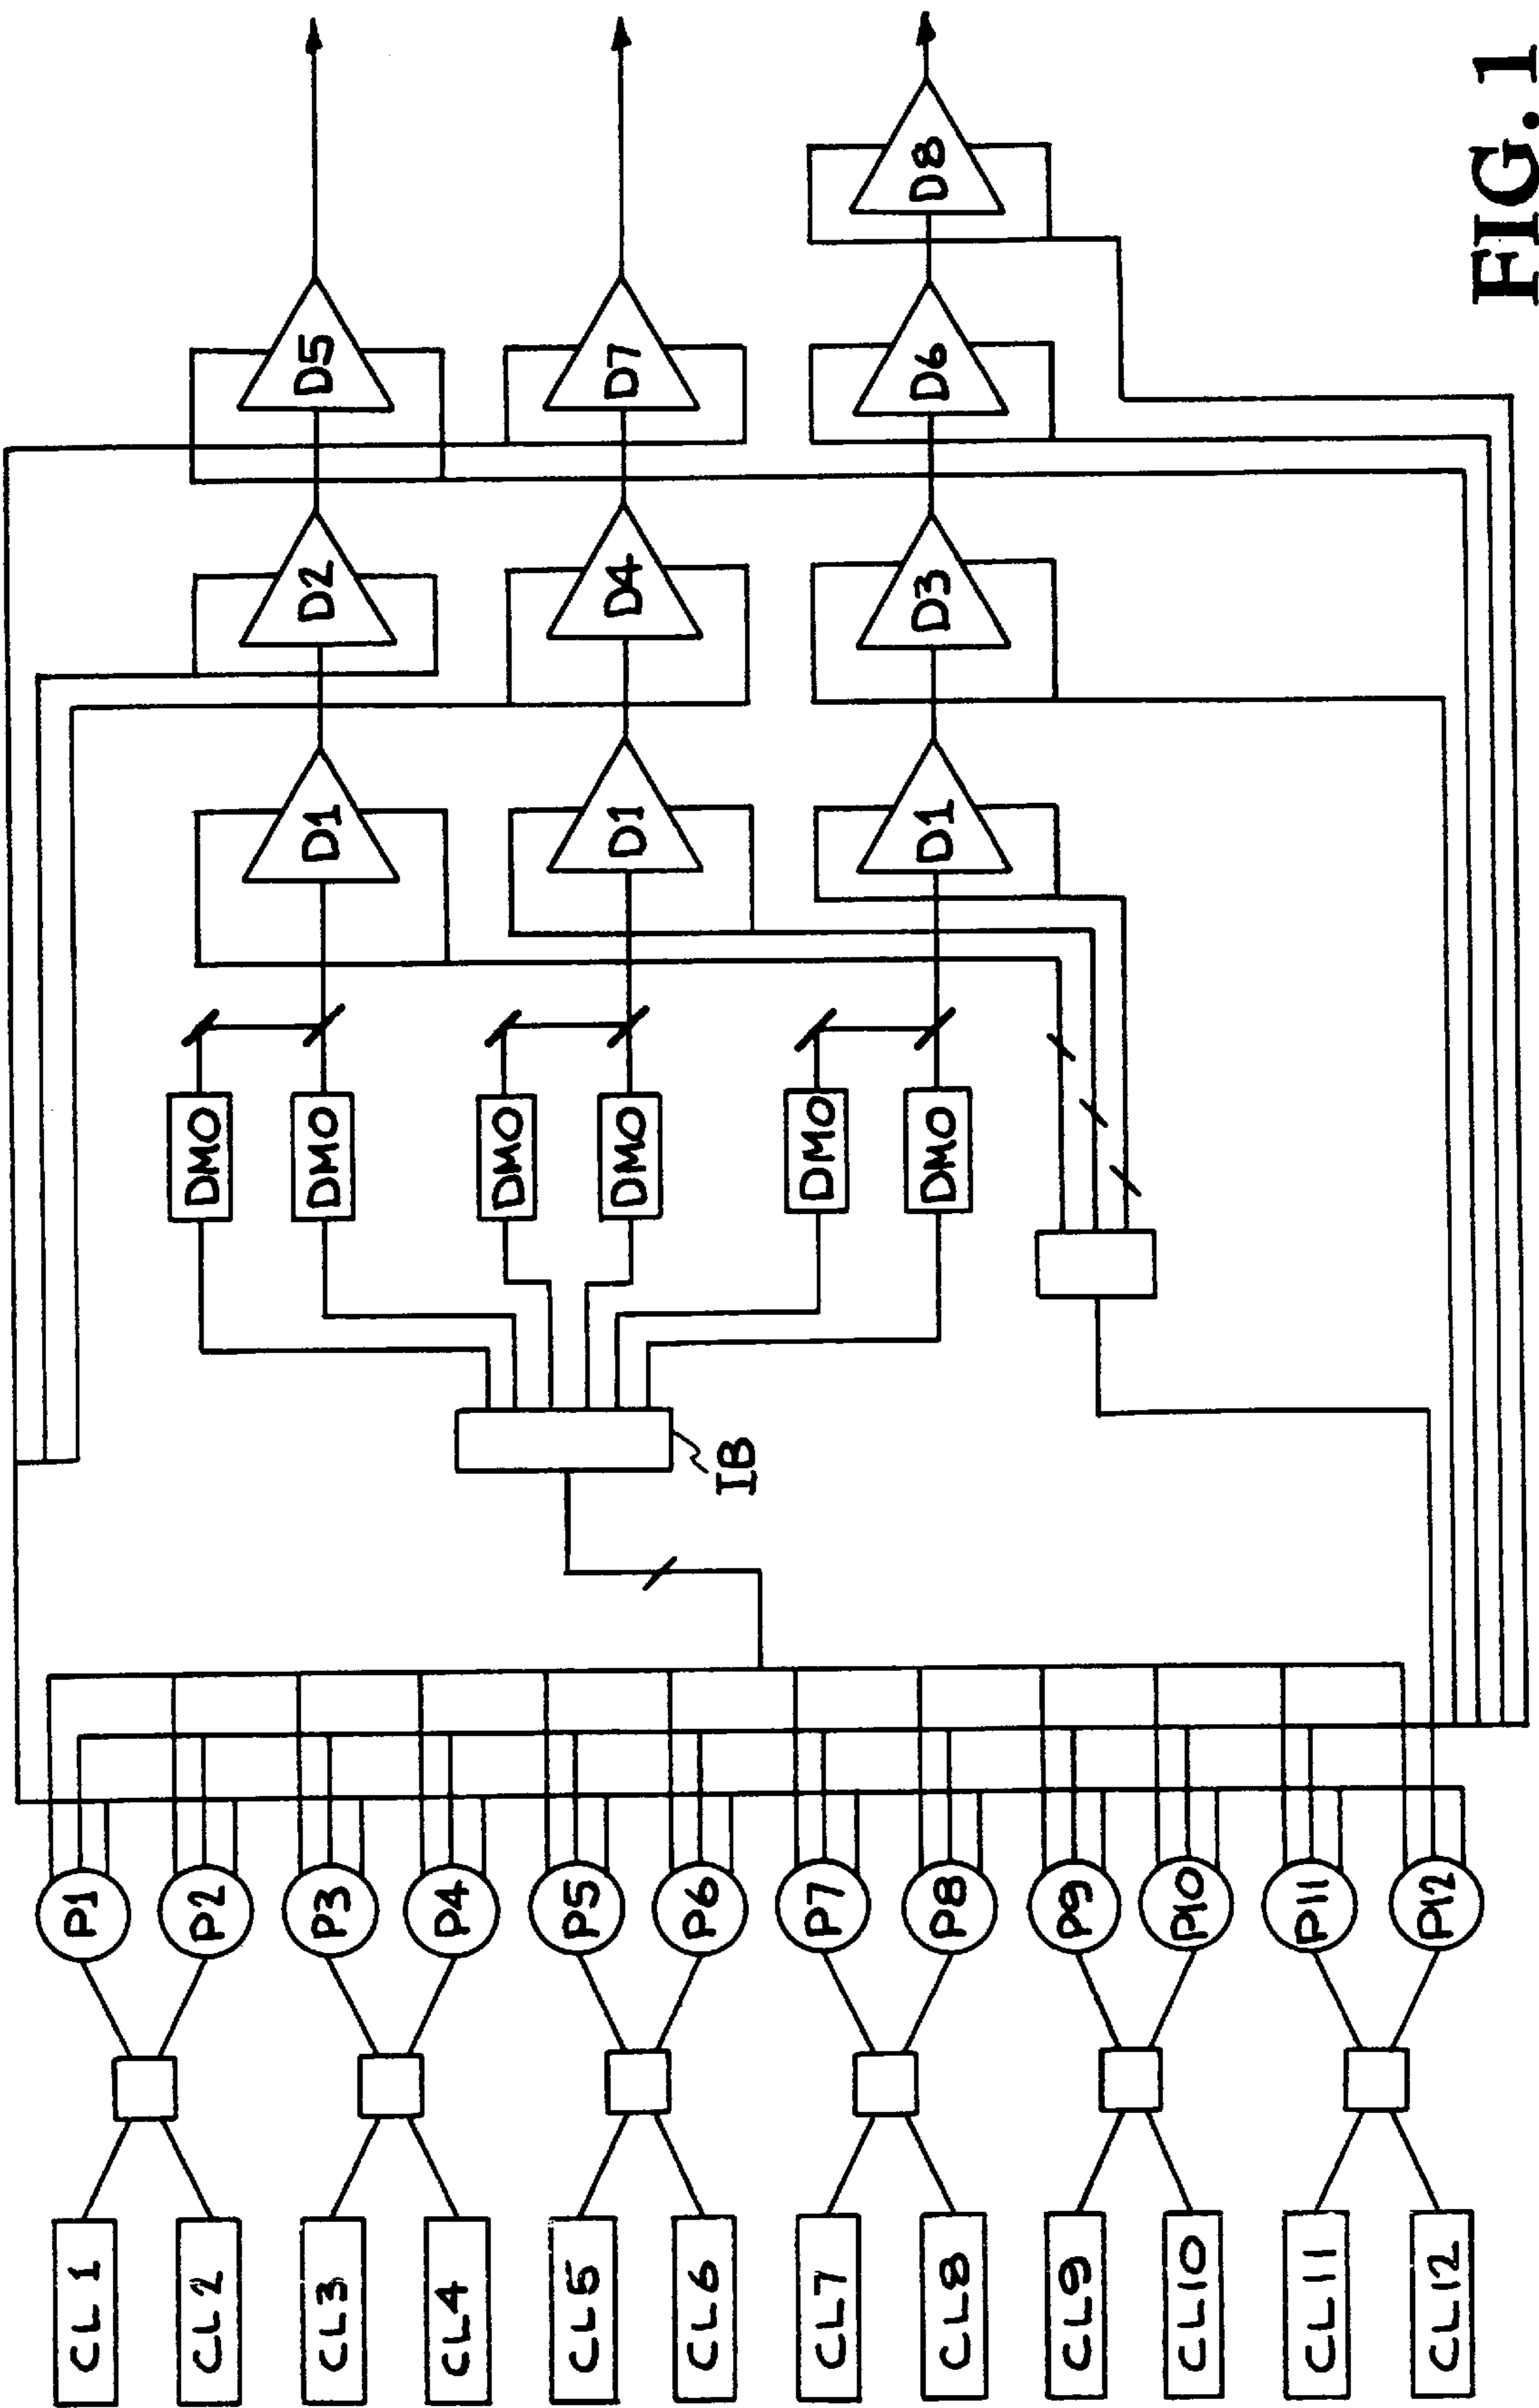 CL 1
CL 2
CL3
CL4
CL5
CL6
CL7
CL8
CL9
CL10
CL11
CL12
P1
P2
P3
P4
P5
P6
P7
P8
P9
P10
P11
P12
IB
DMO
DMO
DMO
DMO
DMO
DMO
D1
D1
D1
D2
D4
D3
D5
D7
D6
D8
FIG. 1